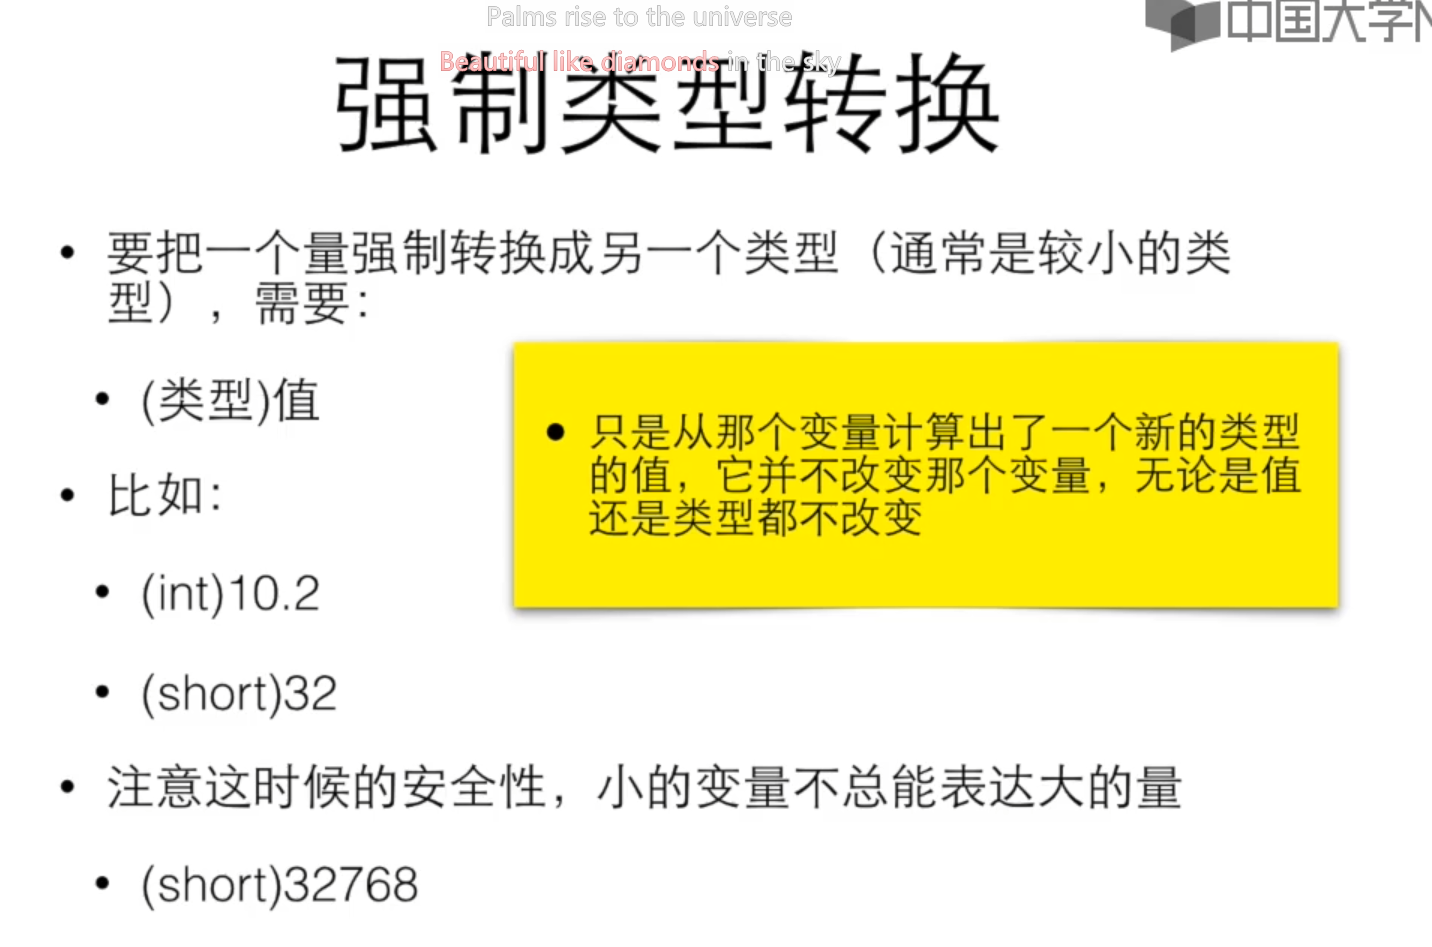 Palms rise to the universe
Beautiful like diamonds in the sky
中国大学
强制类型转换
• 要把一个量强制转换成另一个类型（通常是较小的类
型），需要：
• (类型)值
• 比如：
• (int)10.2
• (short)32
• 注意这时候的安全性，小的变量不总能表达大的量
• (short)32768
• 只是从那个变量计算出了一个新的类型
的值，它并不改变那个变量，无论是值
还是类型都不改变